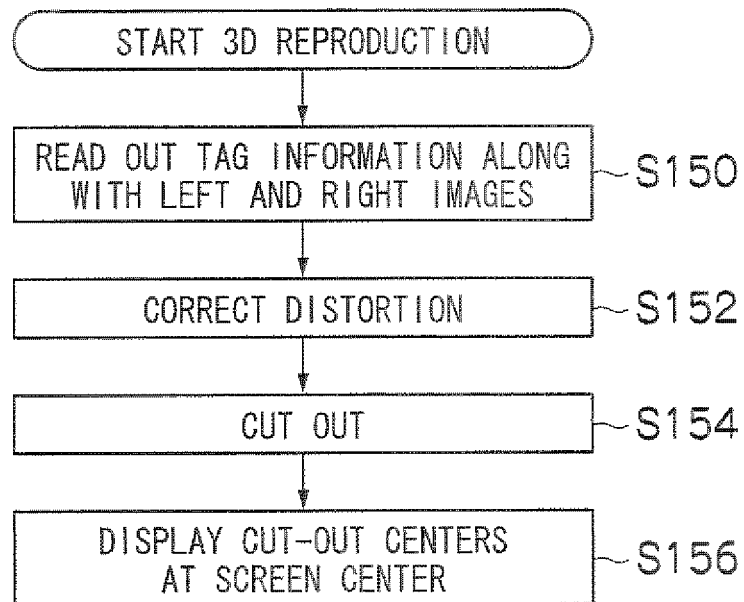 START 3D REPRODUCTION
READ OUT TAG INFORMATION ALONG
WITH LEFT AND RIGHT IMAGES
S150
CORRECT DISTORTION
S152
CUT OUT
S154
DISPLAY CUT-OUT CENTERS
AT SCREEN CENTER
S156